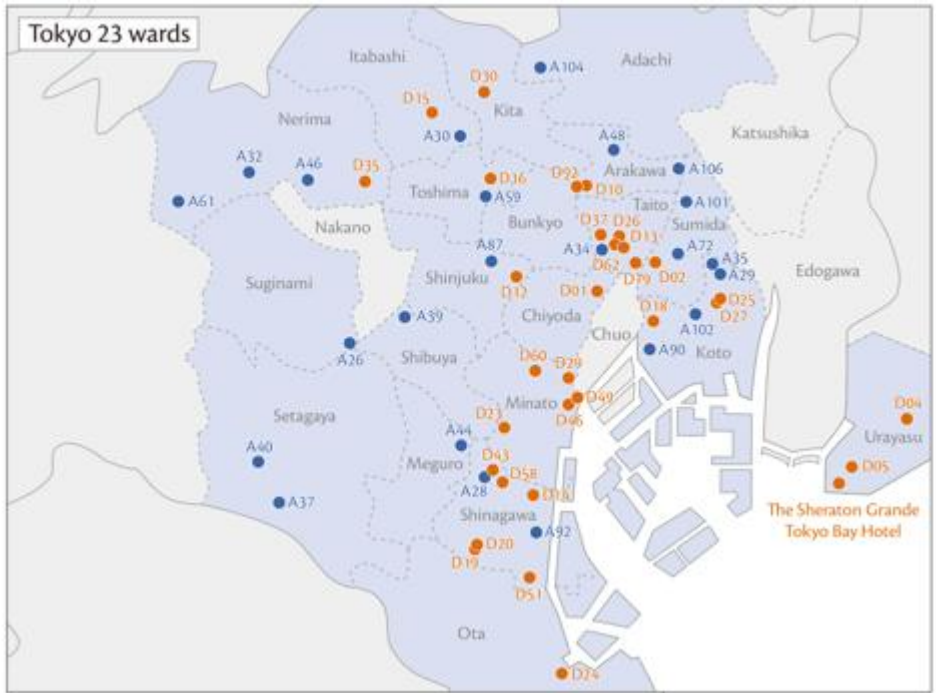 Tokyo 23 wards
Itabashi
Adachi
A104
D30
D15
Kita
Nerima
Katsushika
A30
A48
A32
A46
D35
Arakawa
A106
Toshima
D36
D92
D10
A61
A59
Taito
A101
Nakano
Bunkyo
Sumida
D37
D26
D13
A34
A72
A87
D62
A35
Edogawa
Shinjuku
D79
D02
A29
Suginami
D12
D01
D25
Chiyoda
D18
D27
A39
A102
Chuo
A26
Shibuya
A90
Koto
D60
D29
Minato
D49
D46
D04
Setagaya
D23
Urayasu
A44
A40
Meguro
D43
D05
D58
A28
A37
The Sheraton Grande
Tokyo Bay Hotel
Shinagawa
A92
D20
D19
D51
Ota
D24